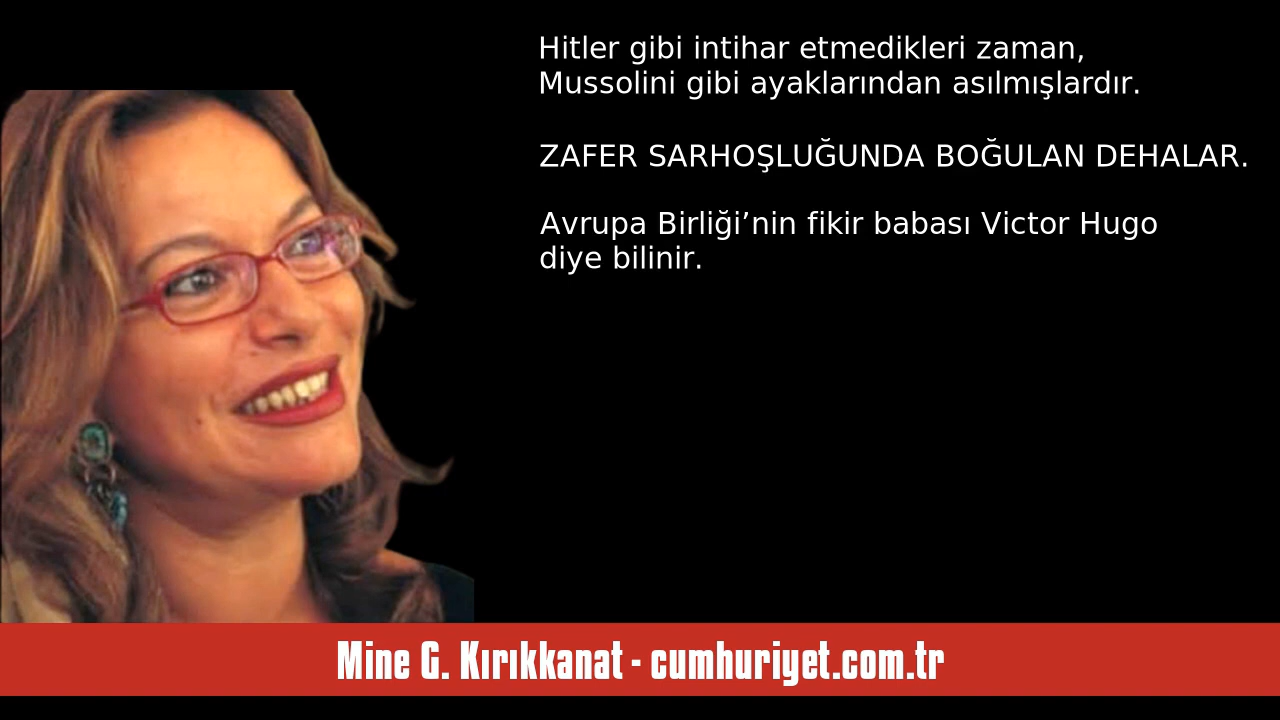 Hitler gibi intihar etmedikleri zaman,
Mussolini gibi ayaklarından asılmışlardır.
ZAFER SARHOŞLUĞUNDA BOĞULAN DEHALAR.
Avrupa Birliği’nin fikir babası Victor Hugo
diye bilinir.
Mine G. Kırıkkanat - cumhuriyet.com.tr